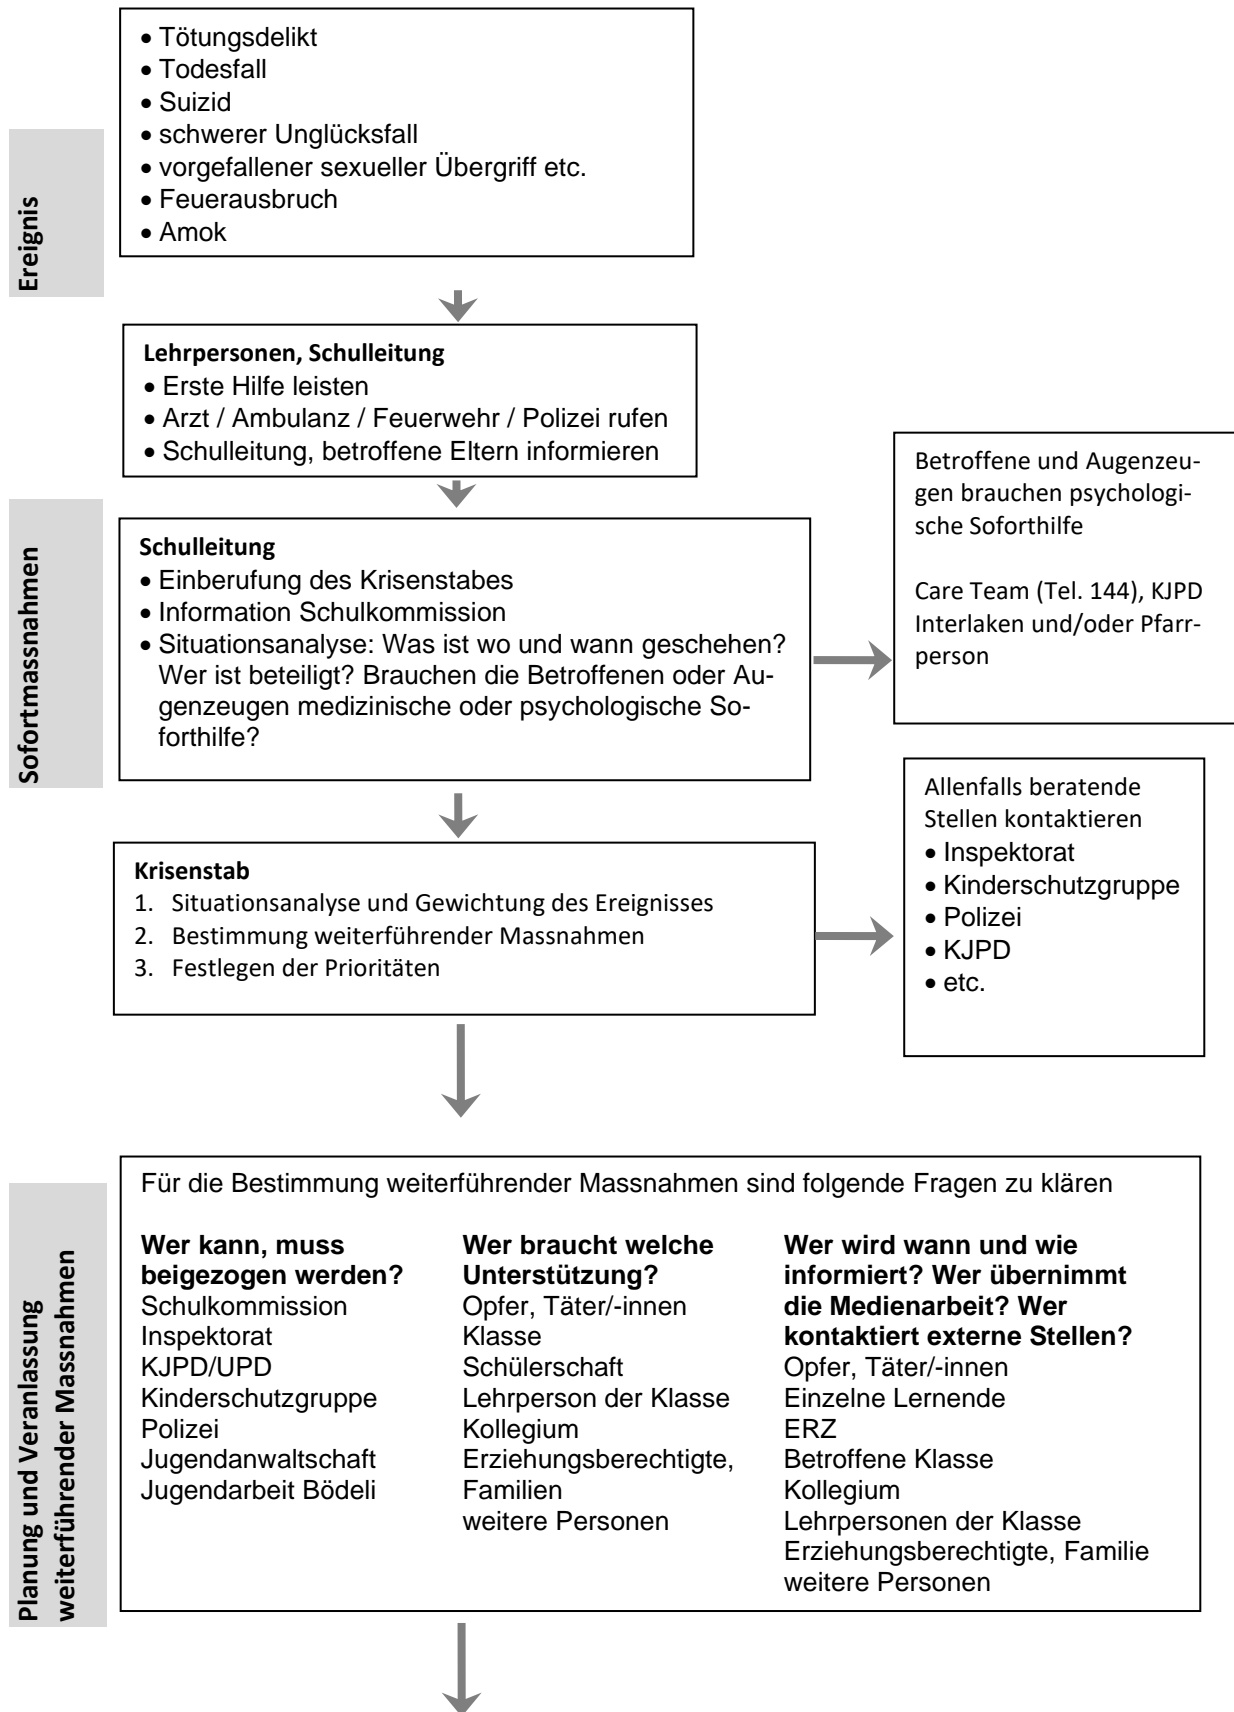 Ereignis
• Tötungsdelikt
• Todesfall
• Suizid
• schwerer Unglücksfall
• vorgefallener sexueller Übergriff etc.
• Feuerausbruch
• Amok
Lehrpersonen, Schulleitung
• Erste Hilfe leisten
• Arzt / Ambulanz / Feuerwehr / Polizei rufen
• Schulleitung, betroffene Eltern informieren
Sofortmassnahmen
Schulleitung
• Einberufung des Krisenstabes
• Information Schulkommission
• Situationsanalyse: Was ist wo und wann geschehen?
Wer ist beteiligt? Brauchen die Betroffenen oder Au-
genzeugen medizinische oder psychologische So-
forthilfe?
Betroffene und Augenzeu-
gen brauchen psychologi-
sche Soforthilfe
Care Team (Tel. 144), KJPD
Interlaken und/oder Pfarr-
person
Krisenstab
1. Situationsanalyse und Gewichtung des Ereignisses
2. Bestimmung weiterführender Massnahmen
3. Festlegen der Prioritäten
Allenfalls beratende
Stellen kontaktieren
• Inspektorat
• Kinderschutzgruppe
• Polizei
• KJPD
• etc.
Planung und Veranlassung
weiterführender Massnahmen
Für die Bestimmung weiterführender Massnahmen sind folgende Fragen zu klären
Wer kann, muss
beigezogen werden?
Schulkommission
Inspektorat
KJPD/UPD
Kinderschutzgruppe
Polizei
Jugendanwaltschaft
Jugendarbeit Bödeli
Wer braucht welche
Unterstützung?
Opfer, Täter/-innen
Klasse
Schülerschaft
Lehrperson der Klasse
Kollegium
Erziehungsberechtigte,
Familien
weitere Personen
Wer wird wann und wie
informiert? Wer übernimmt
die Medienarbeit? Wer
kontaktiert externe Stellen?
Opfer, Täter/-innen
Einzelne Lernende
ERZ
Betroffene Klasse
Kollegium
Lehrpersonen der Klasse
Erziehungsberechtigte, Familie
weitere Personen